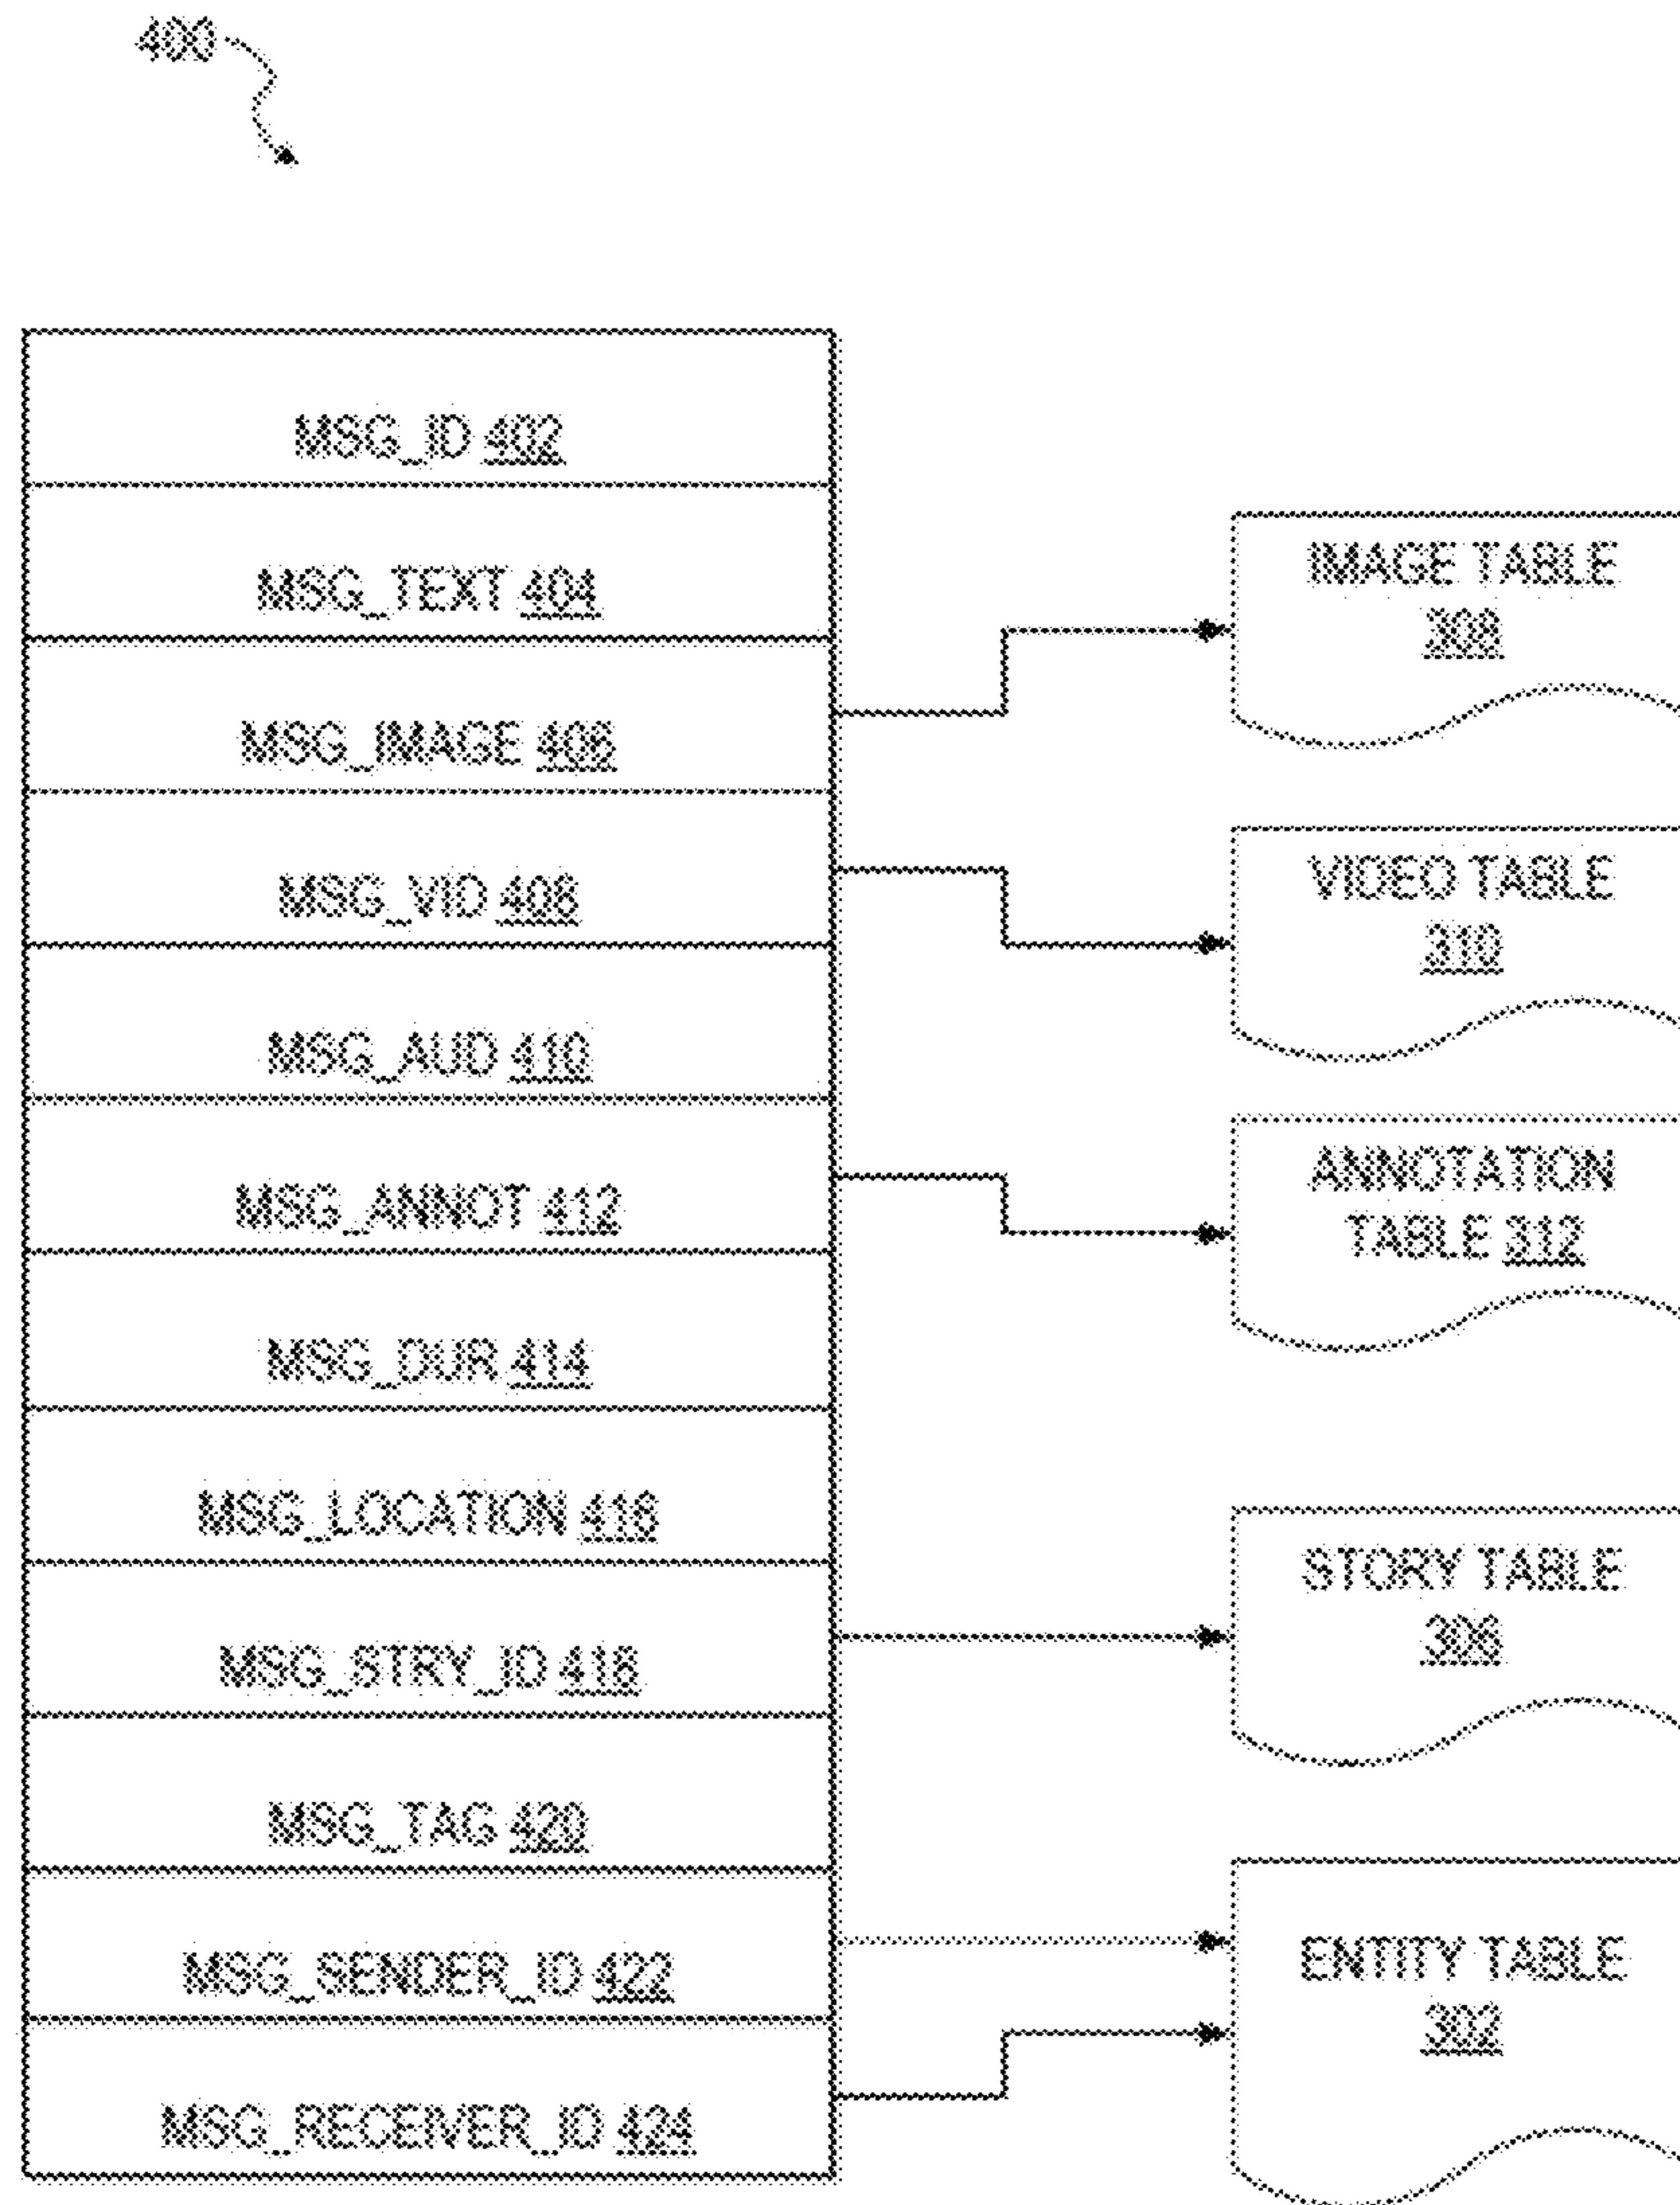 400
MSG_ID 402
MSG_TEXT 404
MSG_IMAGE 406
MSG_VID 408
MSG_AUD 410
MSG_ANNOT 412
MSG_DUR 414
MSG_LOCATION 416
MSG_STRY_ID 418
MSG_TAG 420
MSG_SENDER_ID 422
MSG_RECEIVER_ID 424
IMAGE TABLE
308
VIDEO TABLE
310
ANNOTATION
TABLE 312
STORY TABLE
306
ENTITY TABLE
302